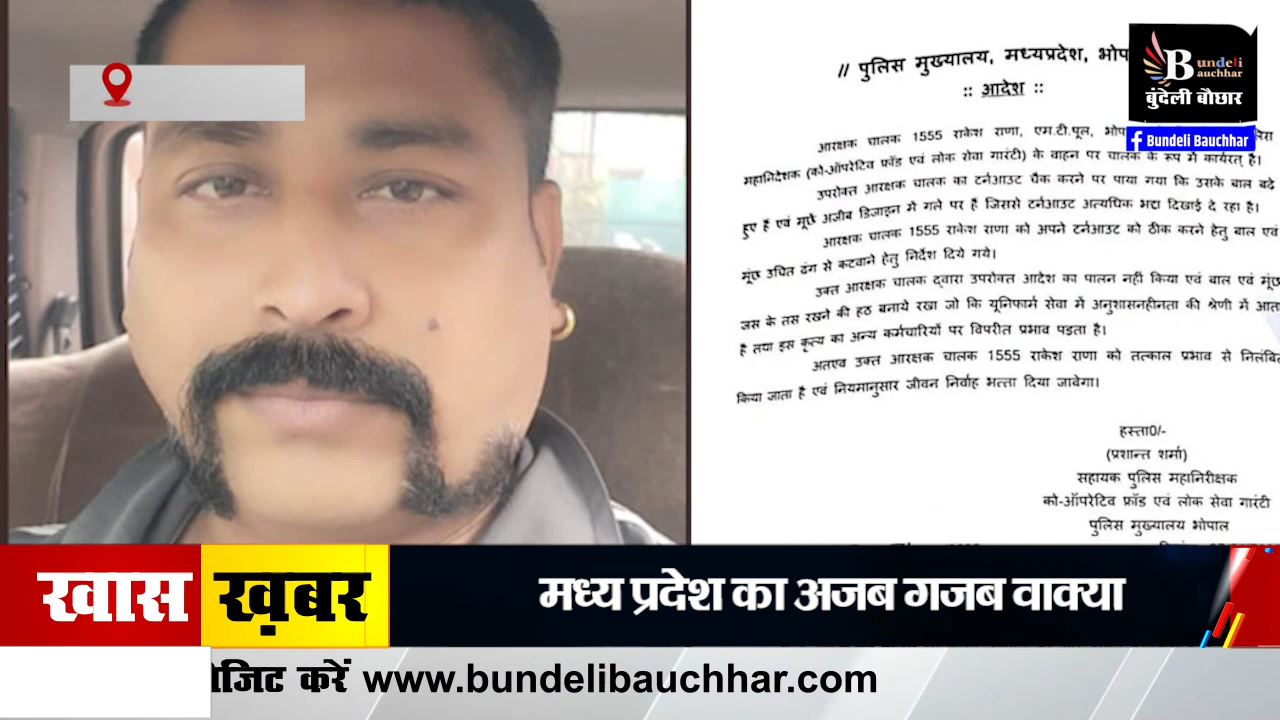 // पुलिस मुख्यालय, मध्यप्रदेश,
:: आदेश ::
आरक्षक चालक 1555 राकेश राणा, एम.टी.पूल,
महानिदेशक (को-ऑपरेटिव फ्रॉड एवं लोक सेवा गारंटी) के वाहन पर चालक के रूप में कार्यरत् है।
उपरोक्त आरक्षक चालक का टर्नआउट चैक करने पर पाया गया कि उसके बाल बढे
हुए हैं एवं मूछें अजीब डिजाइन में गले पर हैं जिससे टर्नआउट अत्यधिक भद्दा दिखाई दे रहा है।
आरक्षक चालक 1555 राकेश राणा को अपने टर्नआउट को ठीक करने हेतु बाल एवं
मूंछ उचित ढंग से कटवाने हेतु निर्देश दिये गये।
उक्त आरक्षक चालक द्वारा उपरोक्त आदेश का पालन नहीं किया एवं बाल एवं मूंछ
जस के तस रखने की हठ बनाये रखा जो कि यूनिफार्म सेवा में अनुशासनहीनता की श्रेणी में
है तथा इस कृत्य का अन्य कर्मचारियों पर विपरीत प्रभाव पड़ता है।
अतएव उक्त आरक्षक चालक 1555 राकेश राणा को तत्काल प्रभाव से निलंबित
किया जाता है एवं नियमानुसार जीवन निर्वाह भत्ता दिया जावेगा।
हस्ता0/-
(प्रशान्त शर्मा)
सहायक पुलिस महानिरीक्षक
को-ऑपरेटिव फ्रॉड एवं लोक सेवा गारंटी
पुलिस मुख्यालय भोपाल
Bundeli
Bauchhar
बुंदेली बौछार
f Bundeli Bauchhar
खास ख़बर
मध्य प्रदेश का अजब गजब वाक्या
करें www.bundelibauchhar.com